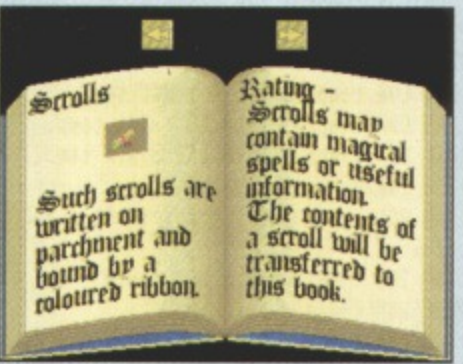 Scrolls
Such scrolls are
written on
parchment and
bound by a
coloured ribbon.
Rating -
Scrolls may
contain magical
spells or useful
information.
The contents of
a scroll will be
transferred to
this book.